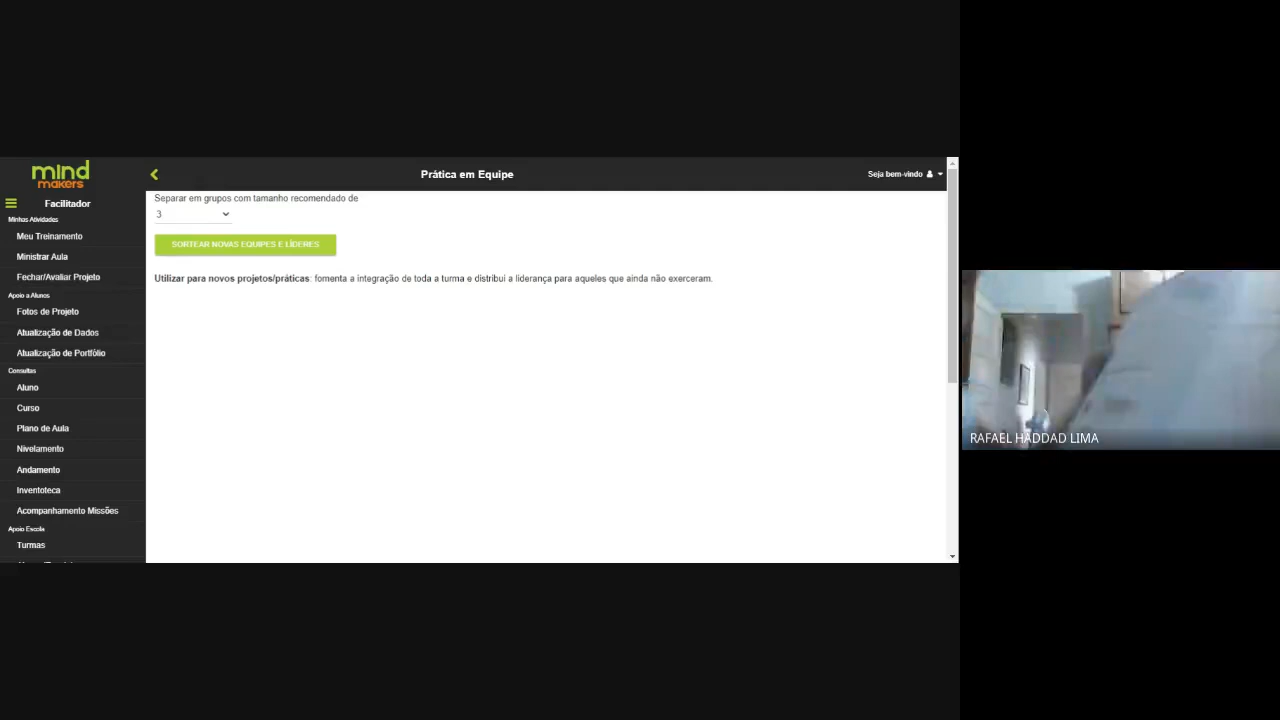 mind
makers
Prática em Equipe
Seja bem-vindo
Facilitador
Minhas Atividades
Meu Treinamento
Ministrar Aula
Fechar/Avaliar Projeto
Apoio a Alunos
Fotos de Projeto
Atualização de Dados
Atualização de Portfólio
Consultas
Aluno
Curso
Plano de Aula
Nivelamento
Andamento
Inventoteca
Acompanhamento Missões
Apoio Escola
Turmas
Separar em grupos com tamanho recomendado de
3
SORTEAR NOVAS EQUIPES E LÍDERES
Utilizar para novos projetos/práticas: fomenta a integração de toda a turma e distribui a liderança para aqueles que ainda não exerceram.
RAFAEL HADDAD LIMA